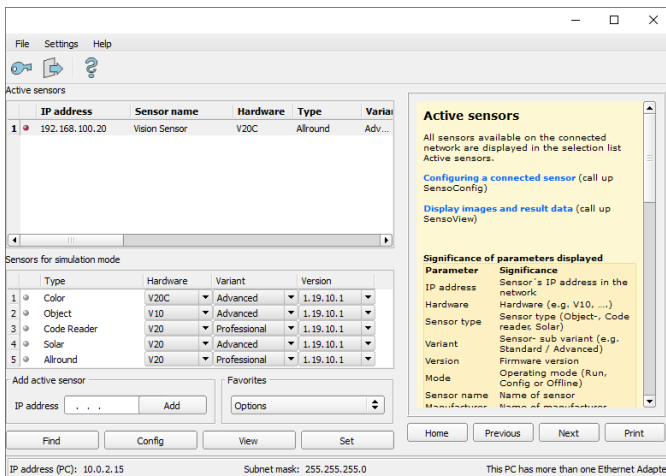 File Settings Help
Active sensors
IP address Sensor name Hardware Type Varian
1 192.168.100.20 Vision Sensor V20C Allround Adv...
Sensors for simulation mode
Type Hardware Variant Version
1 Color V20C Advanced 1.19.10.1
2 Object V10 Advanced 1.19.10.1
3 Code Reader V20 Professional 1.19.10.1
4 Solar V20 Advanced 1.19.10.1
5 Allround V20 Professional 1.19.10.1
Add active sensor Favorites
IP address . . . Add Options
Find Config View Set
Active sensors
All sensors available on the connected
network are displayed in the selection list
Active sensors.
Configuring a connected sensor (call up
SensoConfig)
Display images and result data (call up
SensoView)
Significance of parameters displayed
Parameter Significance
IP address Sensor´s IP address in the
network
Hardware Hardware (e.g. V10, ....)
Sensor type Sensor type (Object-, Code
reader, Solar)
Variant Sensor- sub variant (e.g.
Standard / Advanced)
Version Firmware version
Mode Operating mode (Run,
Config or Offline)
Sensor name Name of sensor
Manufacturer Name of manufacturer
Home Previous Next Print
IP address (PC): 10.0.2.15 Subnet mask: 255.255.255.0 This PC has more than one Ethernet Adapte